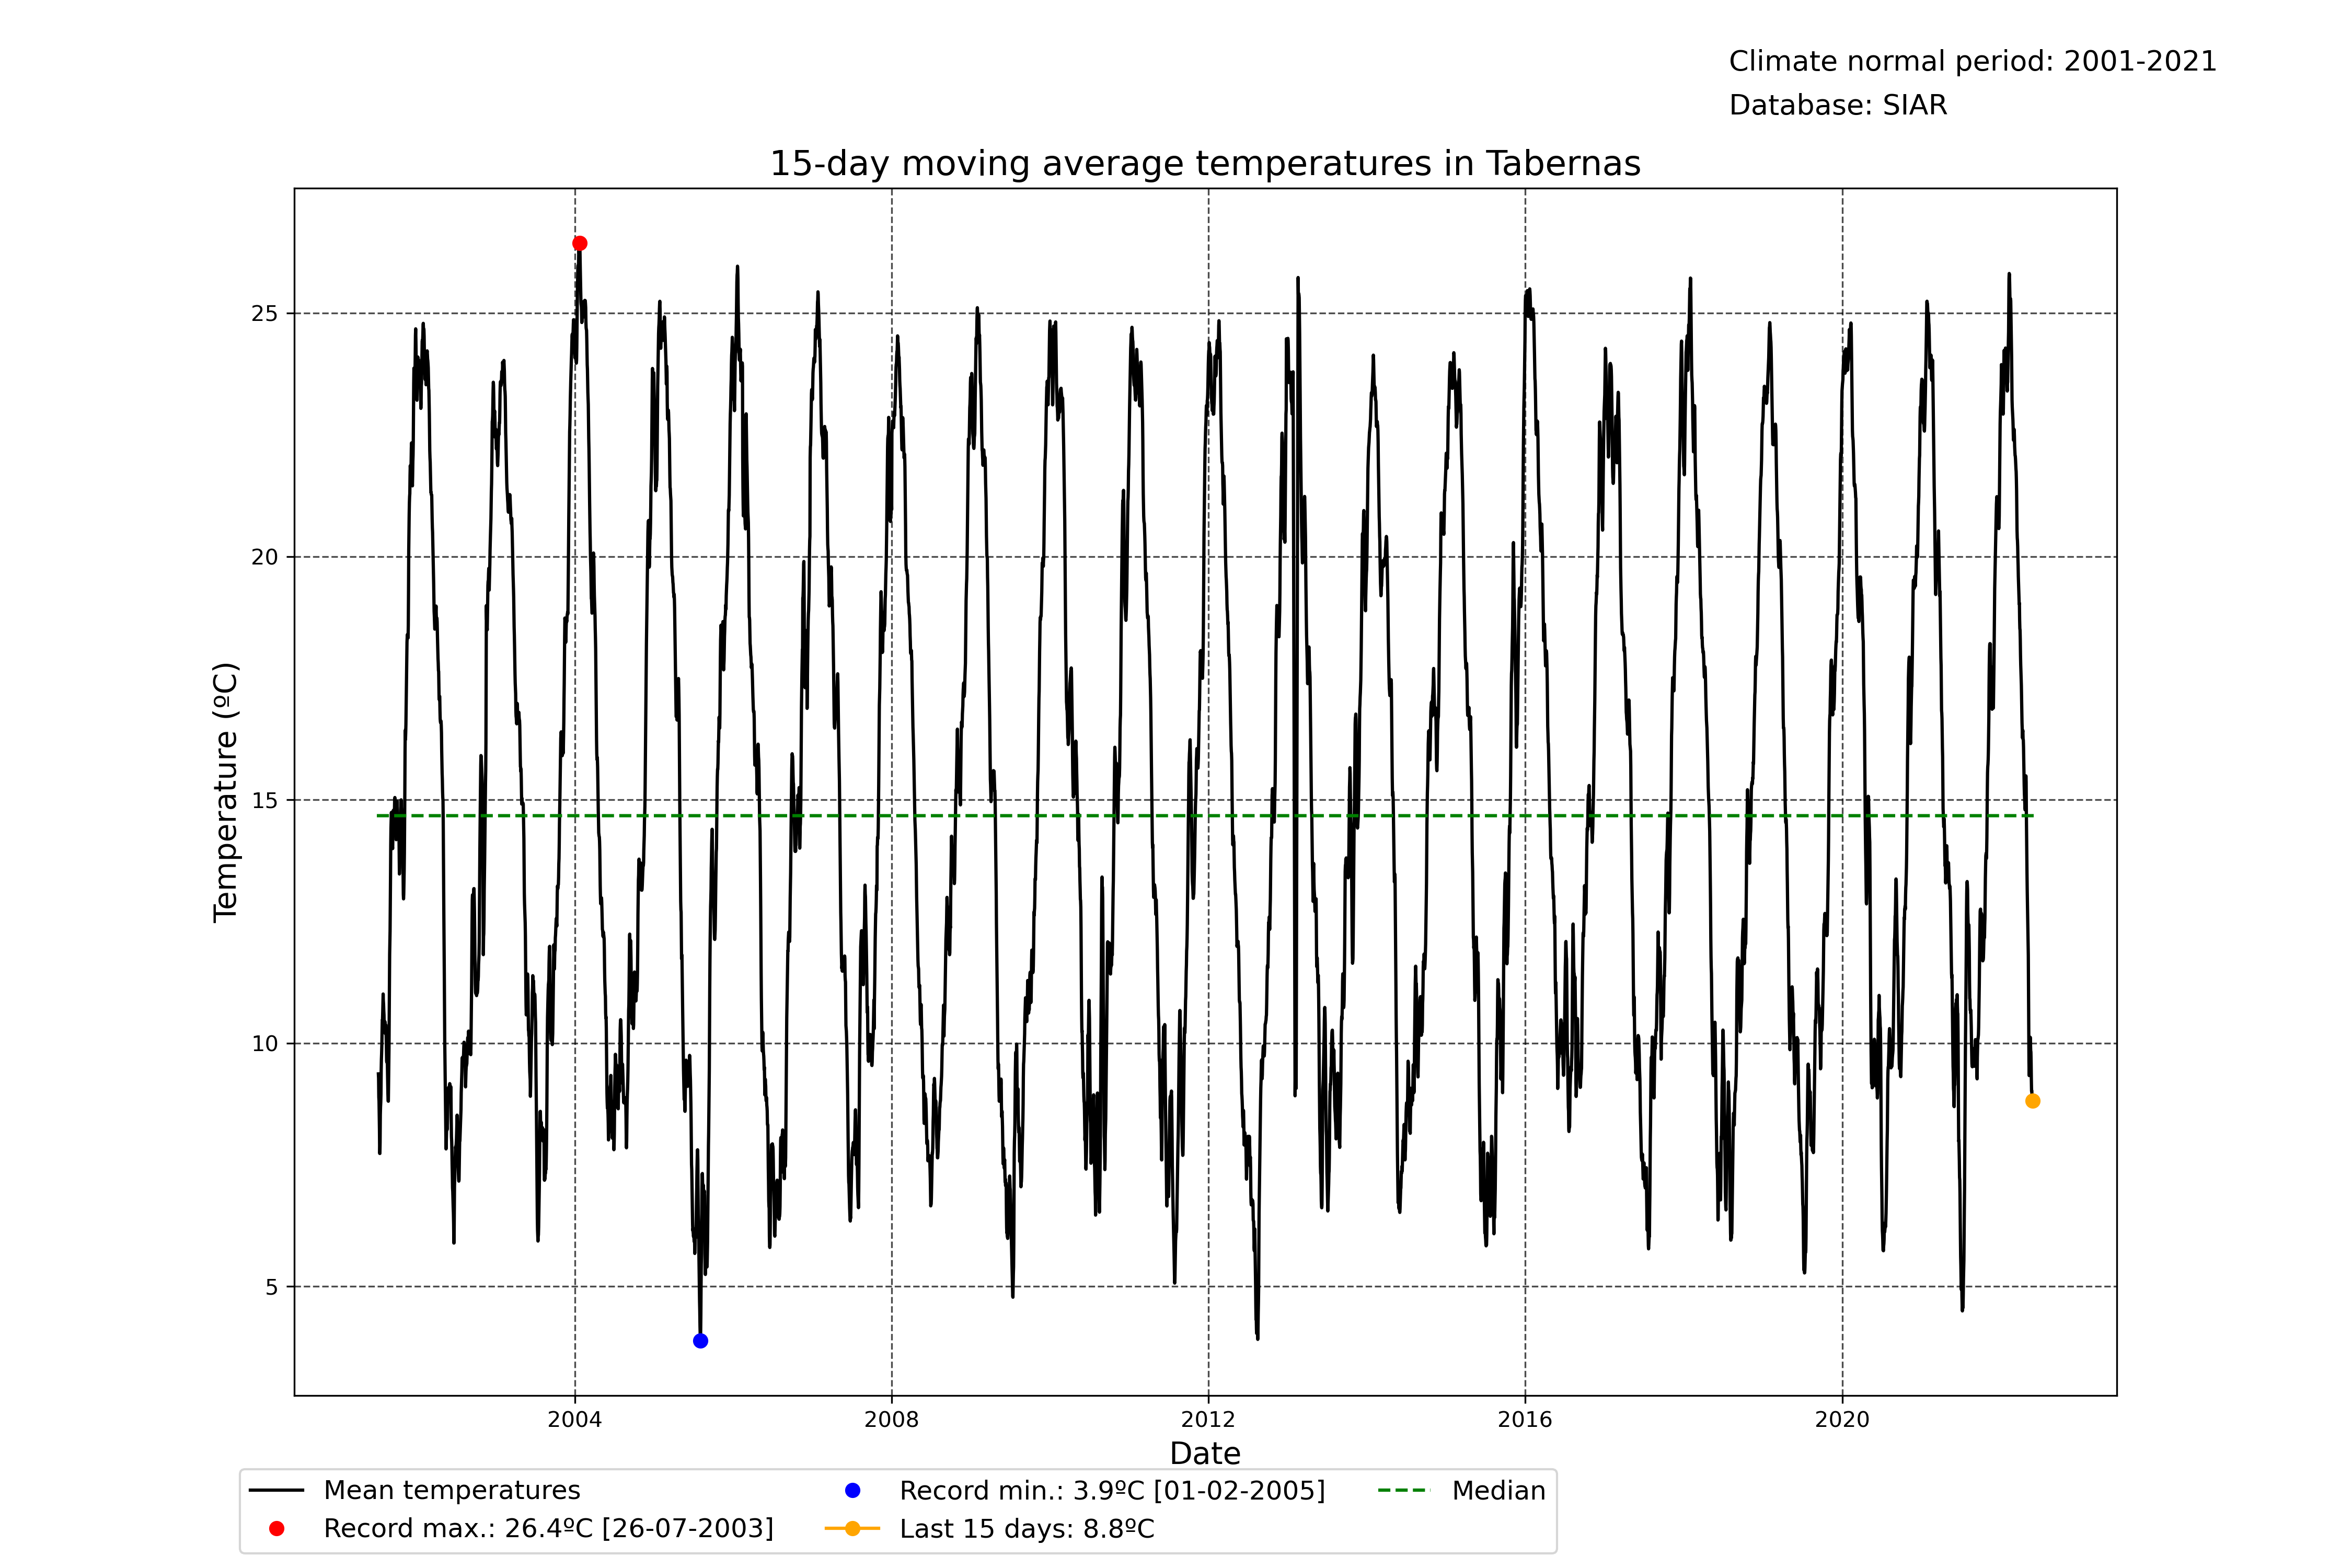 Climate normal period: 2001-2021
Database: SIAR
15-day moving average temperatures in Tabernas
25
20
15
10
5
Temperature (ºC)
2004 2008 2012 2016 2020
Date
Mean temperatures
Record max.: 26.4ºC [26-07-2003]
Record min.: 3.9ºC [01-02-2005]
Last 15 days: 8.8ºC
Median